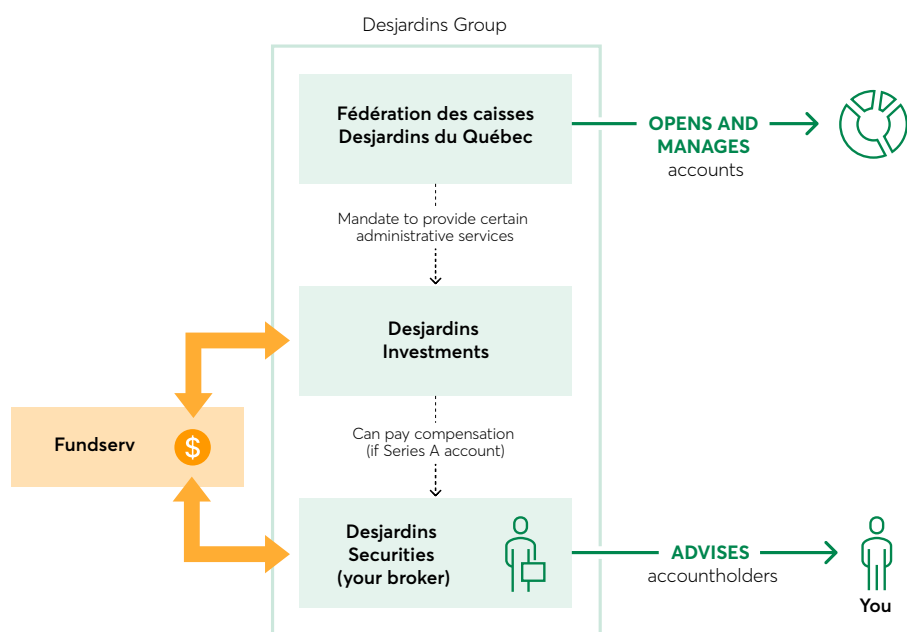 Desjardins Group
Fédération des caisses
Desjardins du Québec
OPENS AND
MANAGES
accounts
Mandate to provide certain
administrative services
Desjardins
Investments
Fundserv
$
Can pay compensation
(if Series A account)
Desjardins
Securities
(your broker)
ADVISES
accountholders
You